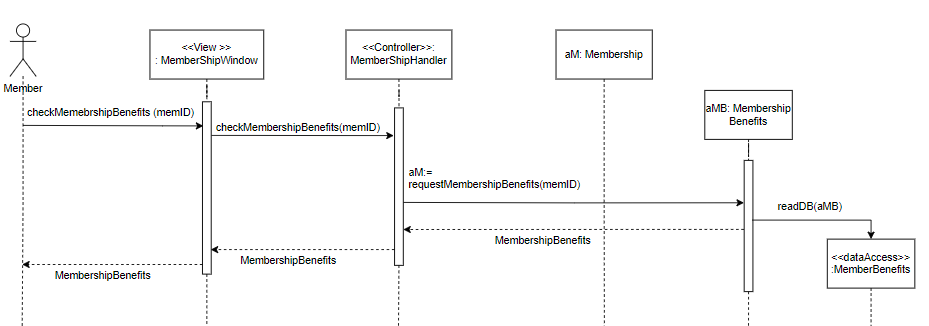 <<View >>
: MemberShipWindow
<<Controller>>:
MemberShipHandler
aM: Membership
Member
aMB: Membership
Benefits
checkMemebrshipBenefits (memID)
checkMembershipBenefits(memID)
aM:=
requestMembershipBenefits(memID)
readDB(aMB)
MembershipBenefits
<<dataAccess>>
:MemberBenefits
MembershipBenefits
MembershipBenefits